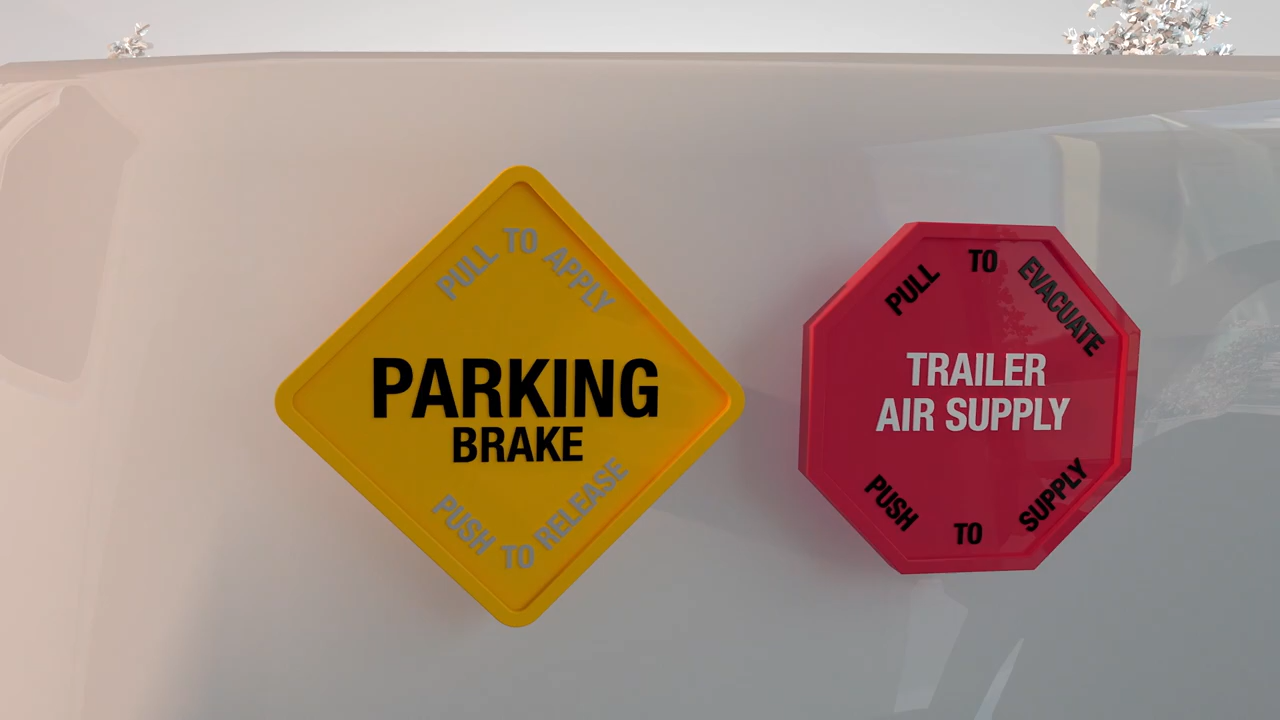 PULL TO APPLY
PARKING
BRAKE
PUSH TO RELEASE
PULL TO EVACUATE
TRAILER
AIR SUPPLY
PUSH TO SUPPLY